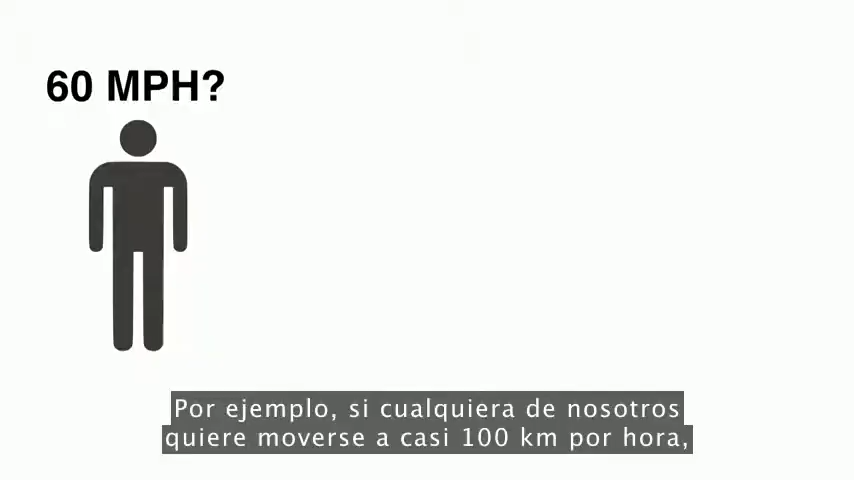 60 MPH?
Por ejemplo, si cualquiera de nosotros
quiere moverse a casi 100 km por hora,